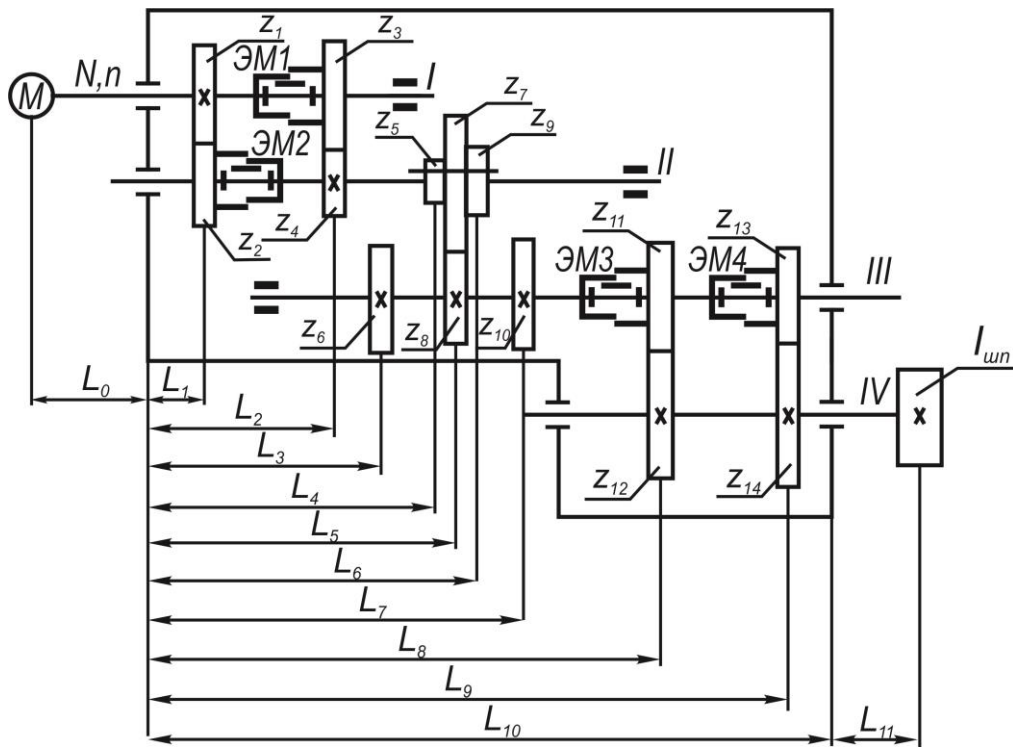 z₁
z₃
ЭМ1
N,n
I
М
z₇
z₅
z₉
ЭМ2
II
z₂
z₄
z₁₁
z₁₃
ЭМ3
ЭМ4
III
z₆
z₈
z₁₀
Iшп
L₀
L₁
IV
L₂
L₃
z₁₂
z₁₄
L₄
L₅
L₆
L₇
L₈
L₉
L₁₀
L₁₁